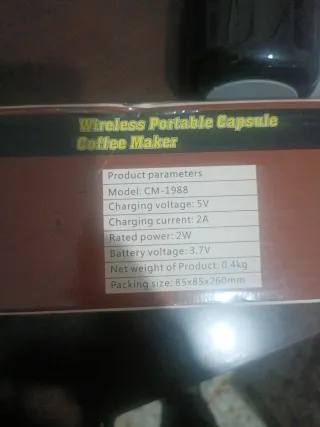 Wireless Portable Capsule
Coffee Maker
Product parameters
Model: CM-1988
Charging voltage: 5V
Charging current: 2A
Rated power: 2W
Battery voltage: 3.7V
Net weight of Product: 0.4kg
Packing size: 85x85x260mm